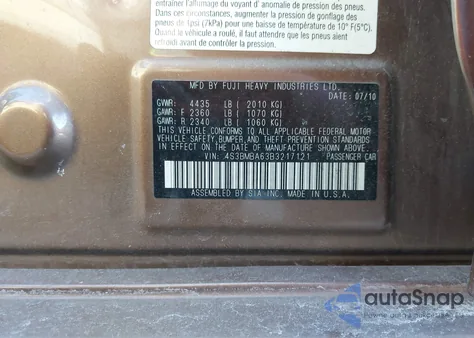 entraîner l'allumage du voyant d' anomalie de pression des pneus.
Dans ces circonstances, augmenter la pression de gonflage des
pneus de 1psi (7kPa) pour une baisse de température de 10° F(5°C).
Quand le véhicule a roulé, il faut attendre que les pneus aient
refroidi avant d'effectuer cet ajustement.
MFD BY FUJI HEAVY INDUSTRIES LTD.
DATE: 07/10
GVWR: 4435 LB ( 2010 KG)
GAWR: F 2360 LB ( 1070 KG)
GAWR: R 2340 LB ( 1060 KG)
THIS VEHICLE CONFORMS TO ALL APPLICABLE FEDERAL MOTOR
VEHICLE SAFETY, BUMPER, AND THEFT PREVENTION STANDARDS
IN EFFECT ON THE DATE OF MANUFACTURE SHOWN ABOVE.
VIN: 4S3BMBA63B3217121 PASSENGER CAR
ASSEMBLED BY SIA INC. MADE IN U.S.A.
autoSnap